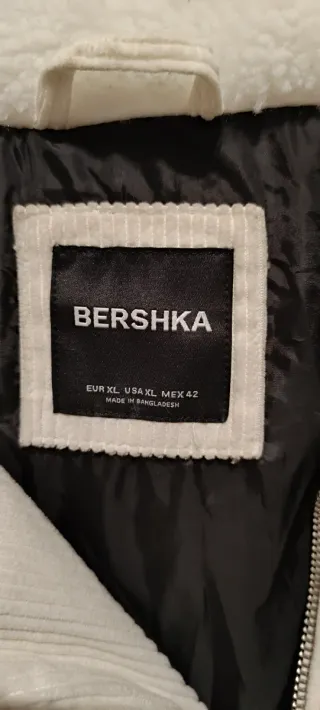 BERSHKA
EUR XL USA XL MEX 42
MADE IN BANGLADESH